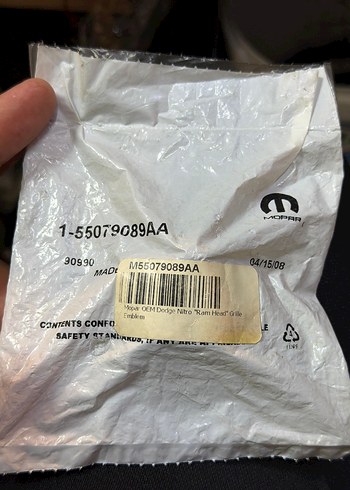 MOPAR
1-55079089AA
90990
04/15/08
MADE
M55079089AA
Mopar OEM Dodge Nitro "Ram Head" Grille
Emblem
CONTENTS CONFO
SAFETY STANDARDS, IF ANY ARE